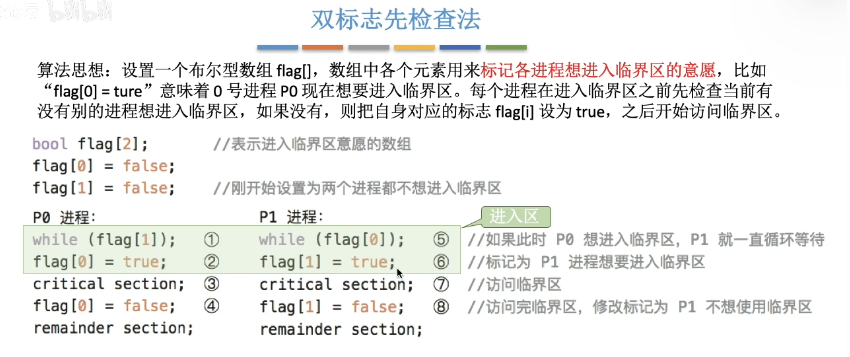 双标志先检查法
算法思想：设置一个布尔型数组 flag[]，数组中各个元素用来标记各进程想进入临界区的意愿，比如
“flag[0] = ture”意味着 0 号进程 P0 现在想要进入临界区。每个进程在进入临界区之前先检查当前有
没有别的进程想进入临界区，如果没有，则把自身对应的标志 flag[i] 设为 true，之后开始访问临界区。
bool flag[2]; //表示进入临界区意愿的数组
flag[0] = false;
flag[1] = false; //刚开始设置为两个进程都不想进入临界区
进入区
P0 进程: P1 进程:
while (flag[1]); ① while (flag[0]); ⑤ //如果此时 P0 想进入临界区，P1 就一直循环等待
flag[0] = true; ② flag[1] = true; ⑥ //标记为 P1 进程想要进入临界区
critical section; ③ critical section; ⑦ //访问临界区
flag[0] = false; ④ flag[1] = false; ⑧ //访问完临界区，修改标记为 P1 不想使用临界区
remainder section; remainder section;